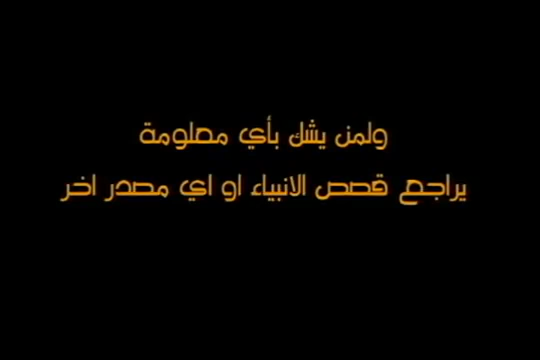 ولمن يشك بأي معلومة
يراجع قصص الانبياء او اي مصدر اخر